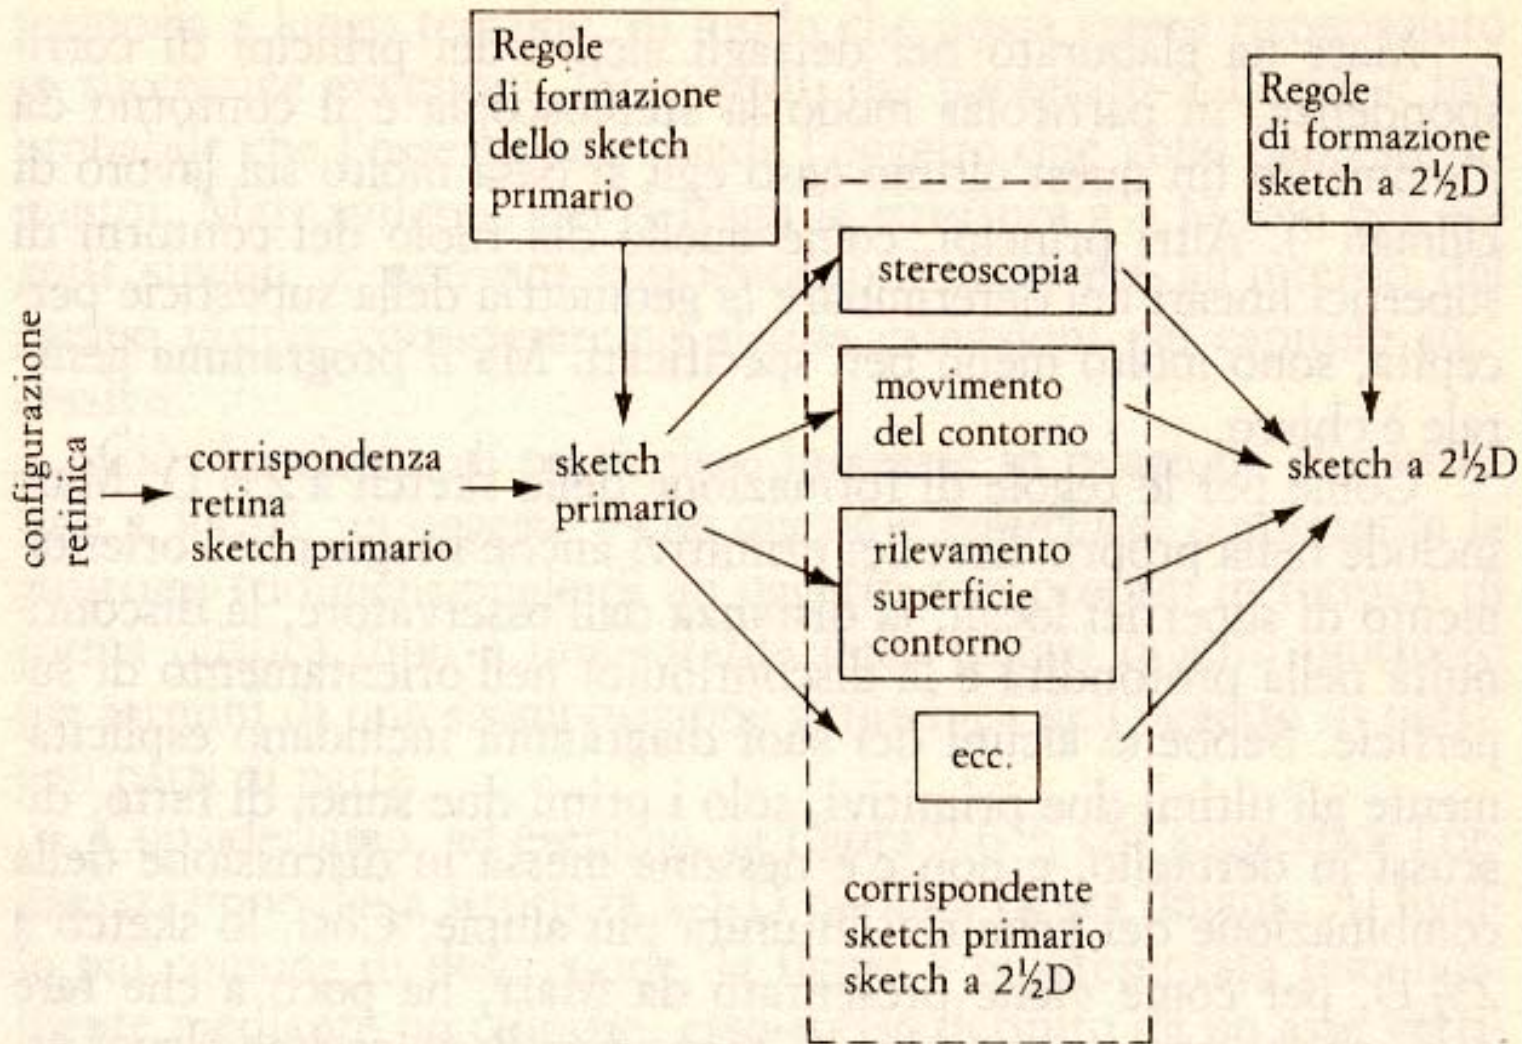 Regole
di formazione
dello sketch
primario
Regole
di formazione
sketch a 2½D
configurazione
retinica
corrispondenza
retina
sketch primario
sketch
primario
stereoscopia
movimento
del contorno
rilevamento
superficie
contorno
ecc.
corrispondente
sketch primario
sketch a 2½D
sketch a 2½D